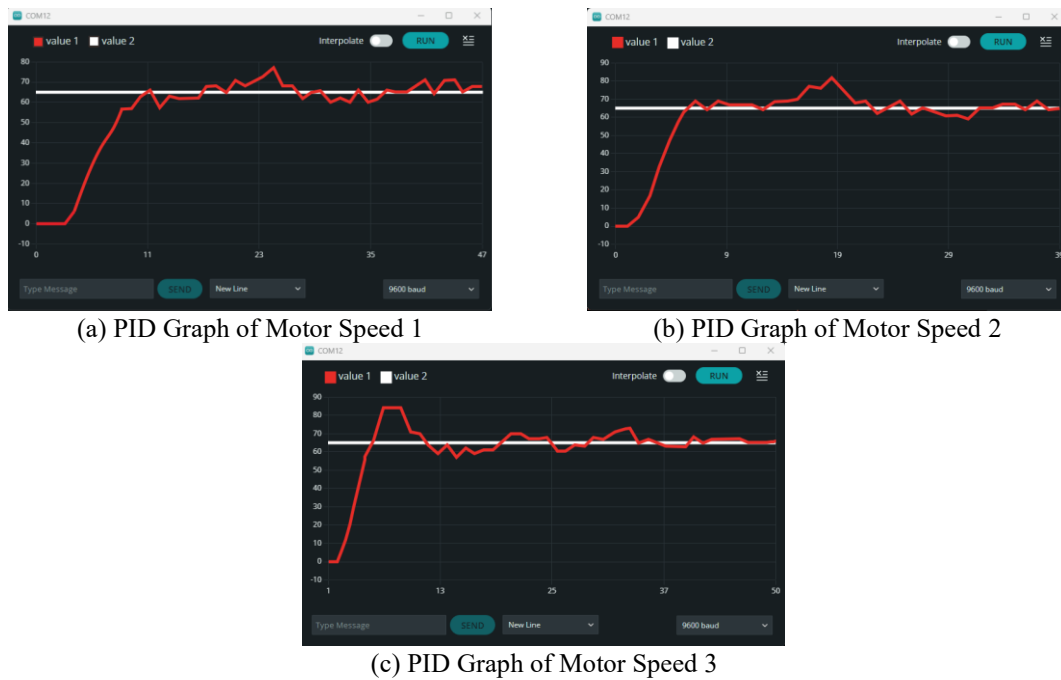 COM12
value 1 value 2 Interpolate RUN
80
70
60
50
40
30
20
10
0
-10
0 11 23 35 47
Type Message SEND New Line 9600 baud
(a) PID Graph of Motor Speed 1
COM12
value 1 value 2 Interpolate RUN
90
80
70
60
50
40
30
20
10
0
-10
0 9 19 29 39
Type Message SEND New Line 9600 baud
(b) PID Graph of Motor Speed 2
COM12
value 1 value 2 Interpolate RUN
90
80
70
60
50
40
30
20
10
0
-10
1 13 25 37 50
Type Message SEND New Line 9600 baud
(c) PID Graph of Motor Speed 3